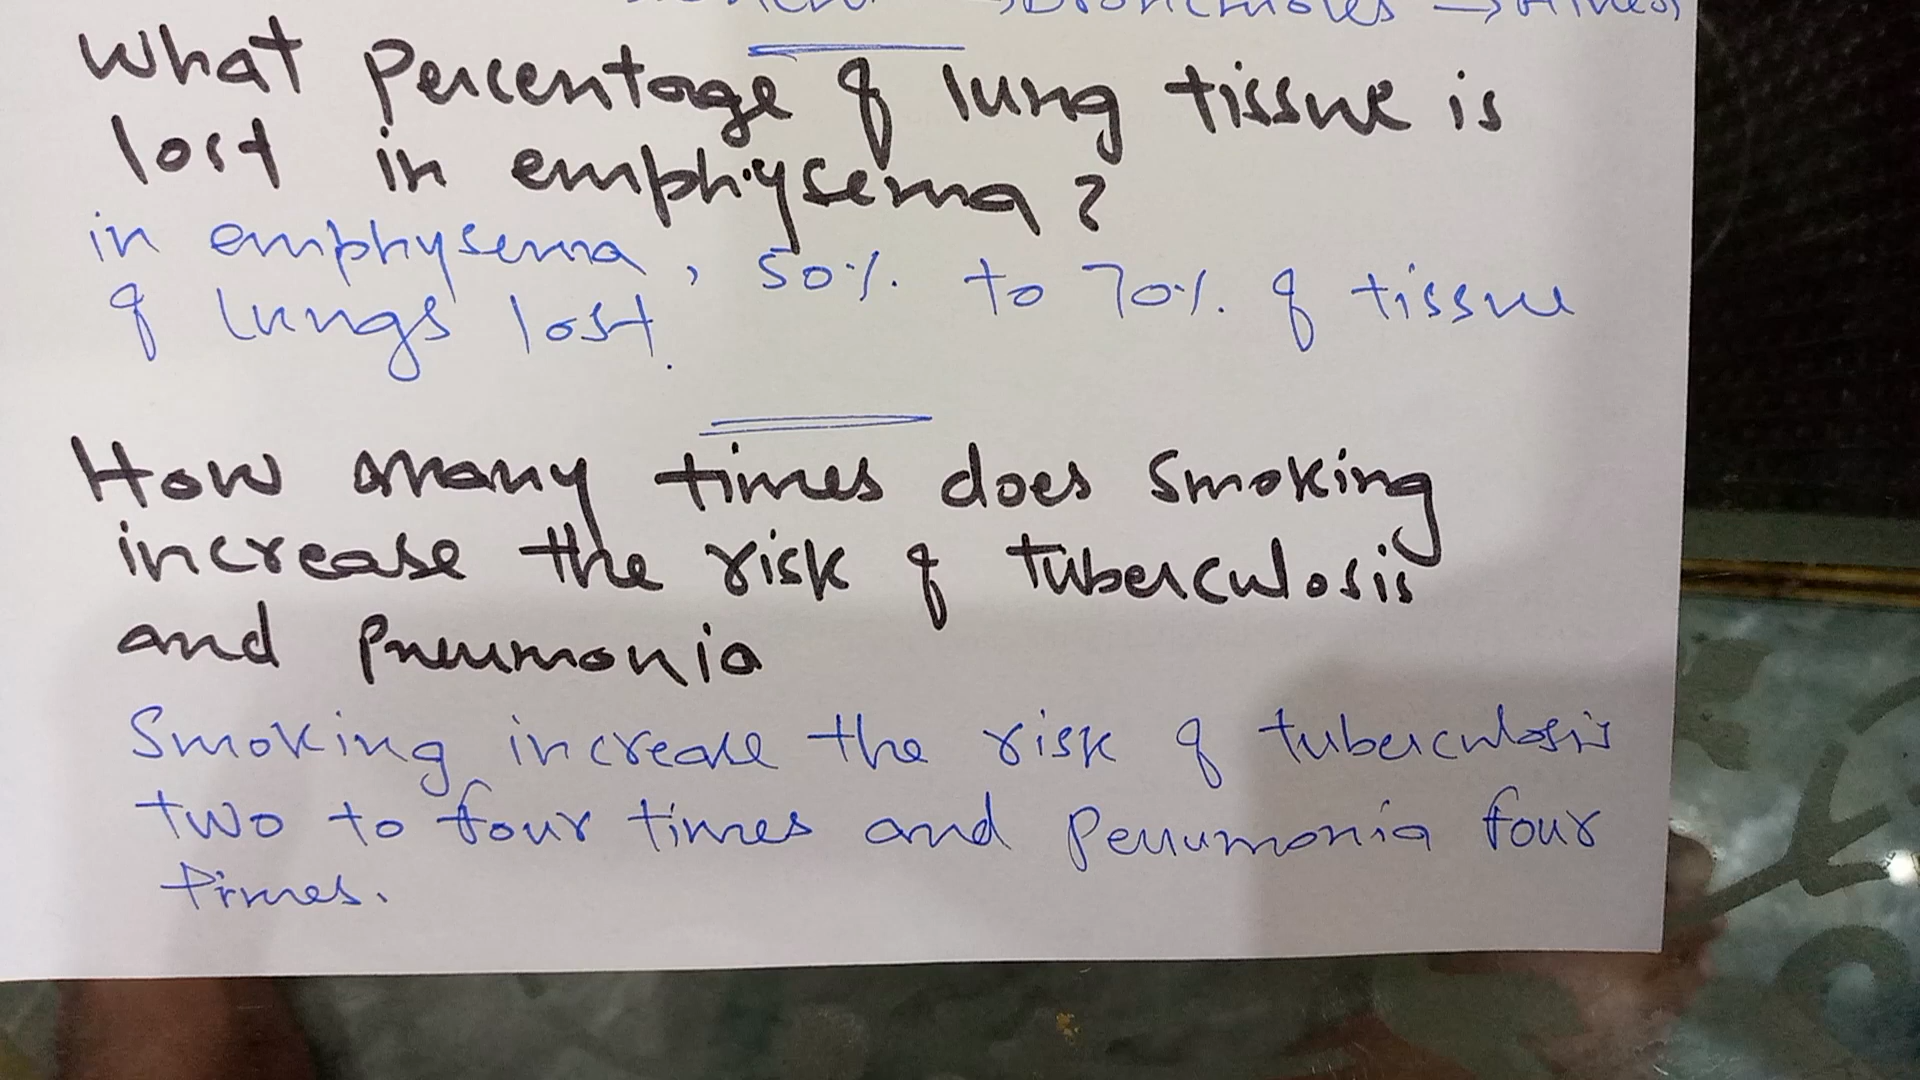 → Bronchioles →
What Percentage of lung tissue is
lost in emphysema?
in emphysema, 50% to 70% of tissue
of lungs lost.
How many times does Smoking
increase the risk of tuberculosis
and Pneumonia
Smoking increase the risk of tuberculosis
two to four times and Penumonia four
times.